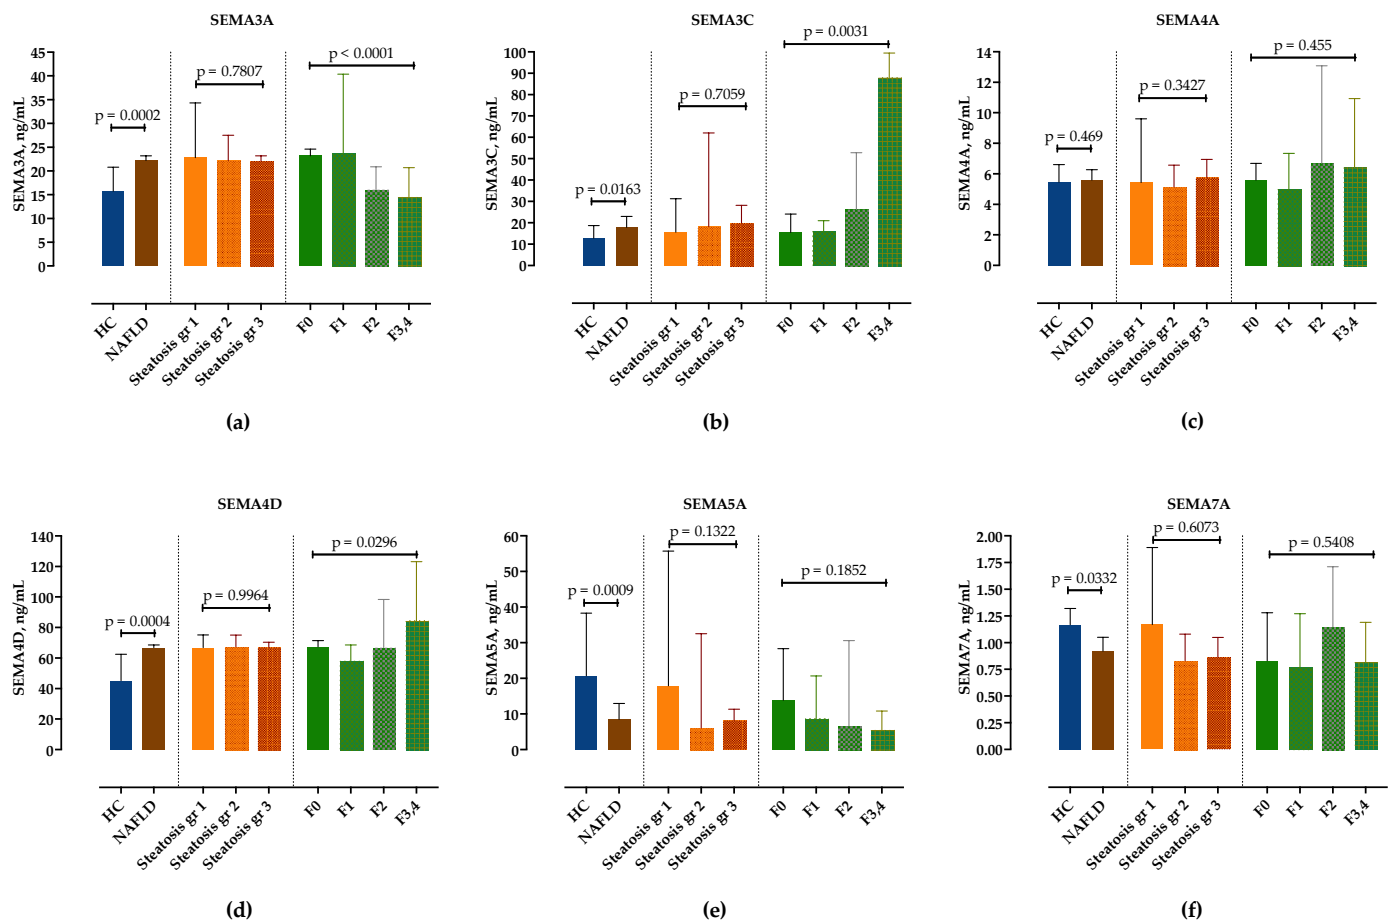 SEMA3A
SEMA3A, ng/mL
45
40
35
30
25
20
15
10
5
0
p = 0.0002
p = 0.7807
p < 0.0001
HC
NAFLD
Steatosis gr 1
Steatosis gr 2
Steatosis gr 3
F0
F1
F2
F3,4
(a)
SEMA3C
SEMA3C, ng/mL
100
90
80
70
60
50
40
30
20
10
0
p = 0.0163
p = 0.7059
p = 0.0031
HC
NAFLD
Steatosis gr 1
Steatosis gr 2
Steatosis gr 3
F0
F1
F2
F3,4
(b)
SEMA4A
SEMA4A, ng/mL
14
12
10
8
6
4
2
0
p = 0.469
p = 0.3427
p = 0.455
HC
NAFLD
Steatosis gr 1
Steatosis gr 2
Steatosis gr 3
F0
F1
F2
F3,4
(c)
SEMA4D
SEMA4D, ng/mL
140
120
100
80
60
40
20
0
p = 0.0004
p = 0.9964
p = 0.0296
HC
NAFLD
Steatosis gr 1
Steatosis gr 2
Steatosis gr 3
F0
F1
F2
F3,4
(d)
SEMA5A
SEMA5A, ng/mL
60
50
40
30
20
10
0
p = 0.0009
p = 0.1322
p = 0.1852
HC
NAFLD
Steatosis gr 1
Steatosis gr 2
Steatosis gr 3
F0
F1
F2
F3,4
(e)
SEMA7A
SEMA7A, ng/mL
2.00
1.75
1.50
1.25
1.00
0.75
0.50
0.25
0.00
p = 0.0332
p = 0.6073
p = 0.5408
HC
NAFLD
Steatosis gr 1
Steatosis gr 2
Steatosis gr 3
F0
F1
F2
F3,4
(f)